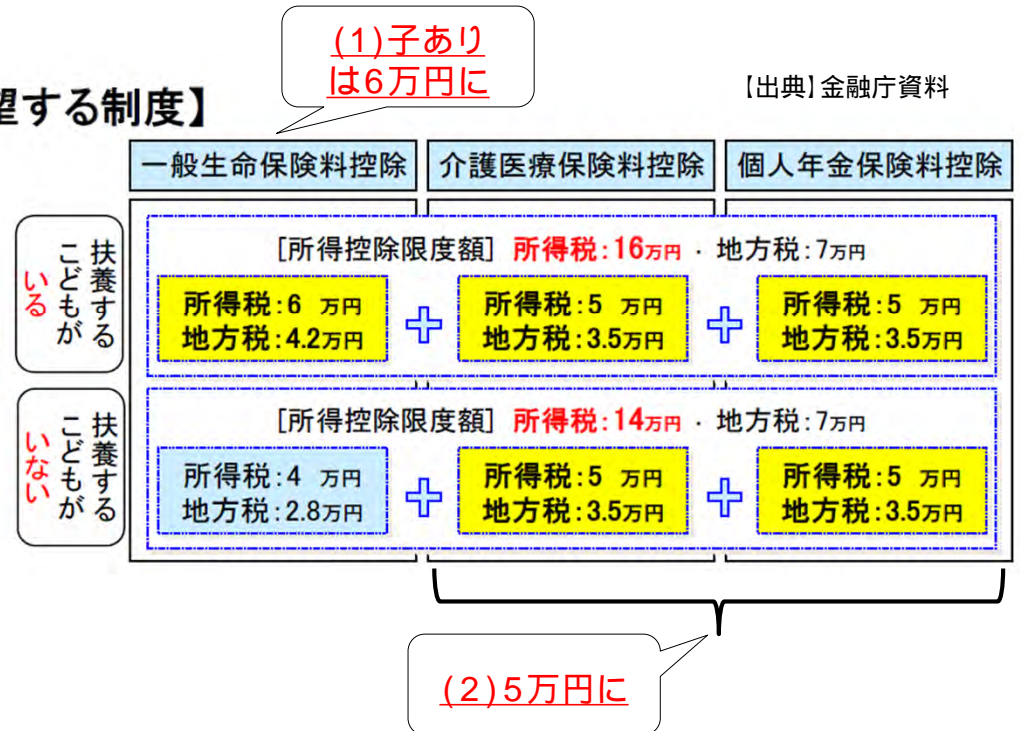 (1)子あり
は6万円に
望する制度】
【出典】金融庁資料
一般生命保険料控除
介護医療保険料控除
個人年金保険料控除
扶養する
こどもが
いる
[所得控除限度額] 所得税:16万円 ・ 地方税:7万円
所得税:6 万円
地方税:4.2万円
所得税:5 万円
地方税:3.5万円
所得税:5 万円
地方税:3.5万円
扶養する
こどもが
いない
[所得控除限度額] 所得税:14万円 ・ 地方税:7万円
所得税:4 万円
地方税:2.8万円
所得税:5 万円
地方税:3.5万円
所得税:5 万円
地方税:3.5万円
(2)5万円に